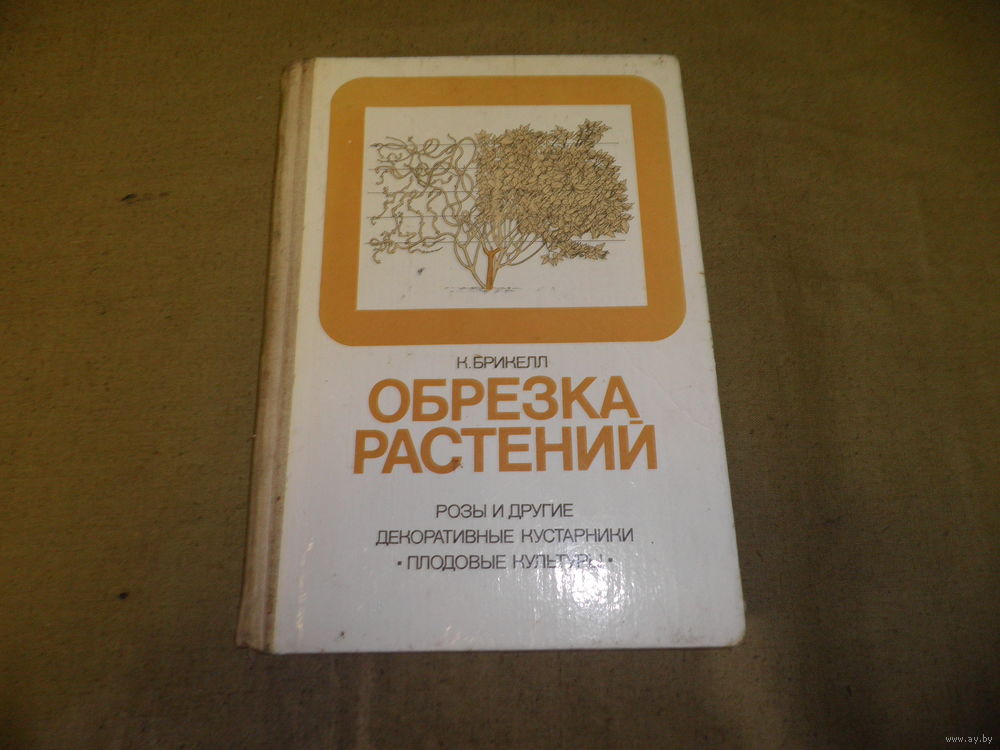 К. БРИКЕЛЛ
ОБРЕЗКА
РАСТЕНИЙ
РОЗЫ И ДРУГИЕ
ДЕКОРАТИВНЫЕ КУСТАРНИКИ
• ПЛОДОВЫЕ КУЛЬТУРЫ •
www.ay.by